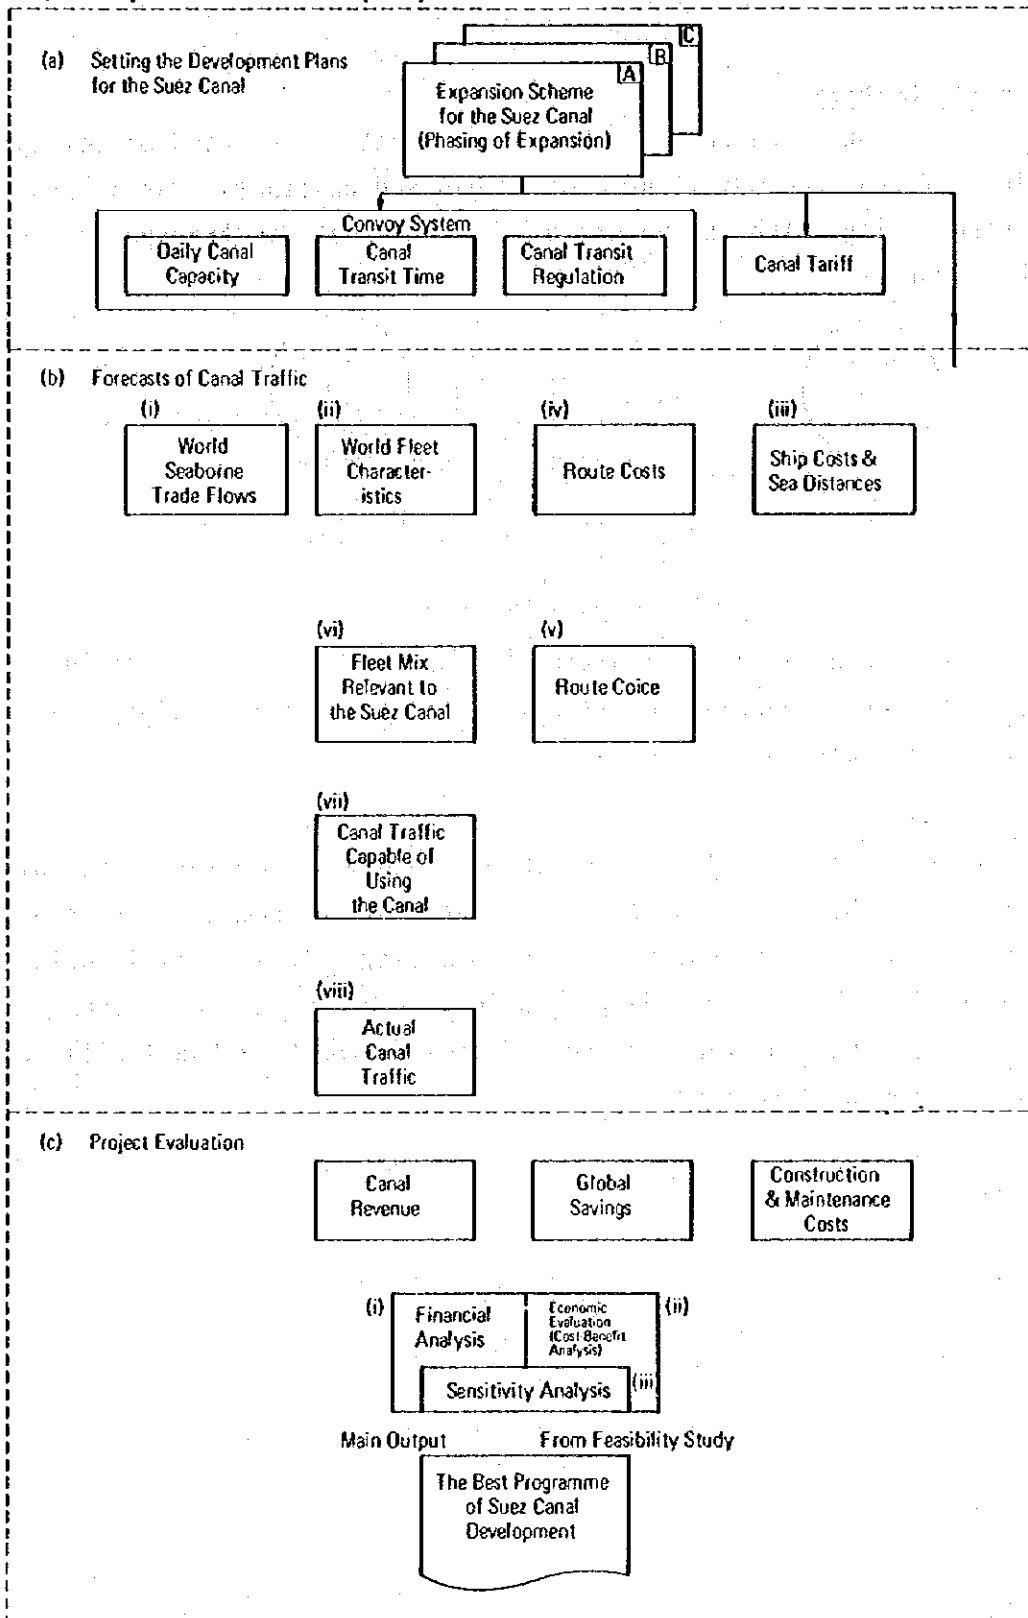 (a) Setting the Development Plans
for the Suez Canal
C
B
A
Expansion Scheme
for the Suez Canal
(Phasing of Expansion)
Convoy System
Daily Canal
Capacity
Canal
Transit Time
Canal Transit
Regulation
Canal Tariff
(b) Forecasts of Canal Traffic
(i)
World
Seaborne
Trade Flows
(ii)
World Fleet
Character-
istics
(iv)
Route Costs
(iii)
Ship Costs &
Sea Distances
(vi)
Fleet Mix
Relevant to
the Suez Canal
(v)
Route Coice
(vii)
Canal Traffic
Capable of
Using
the Canal
(viii)
Actual
Canal
Traffic
(c) Project Evaluation
Canal
Revenue
Global
Savings
Construction
& Maintenance
Costs
(i)
Financial
Analysis
Economic
Evaluation
(Cost-Benefit
Analysis)
(ii)
Sensitivity Analysis
(iii)
Main Output From Feasibility Study
The Best Programme
of Suez Canal
Development